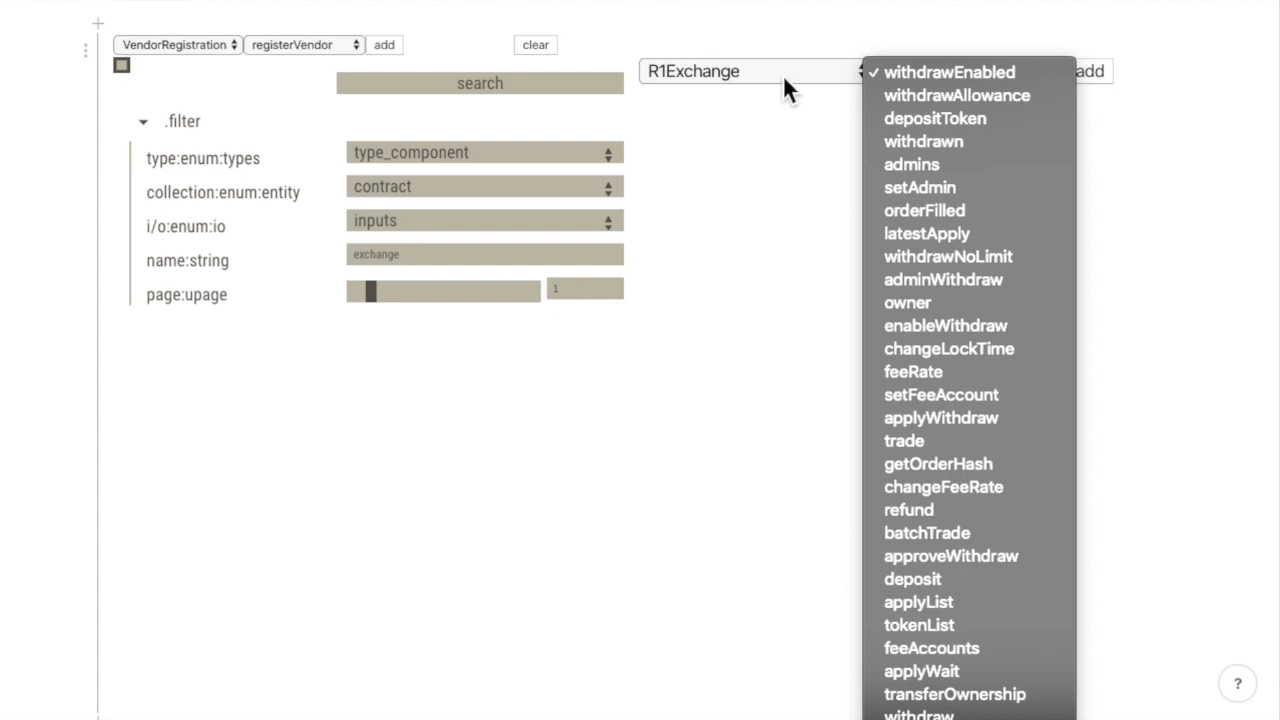 VendorRegistration registerVendor add clear
search
.filter
type:enum:types type_component
collection:enum:entity contract
i/o:enum:io inputs
name:string exchange
page:upage 1
R1Exchange
add
✓ withdrawEnabled
withdrawAllowance
depositToken
withdrawn
admins
setAdmin
orderFilled
latestApply
withdrawNoLimit
adminWithdraw
owner
enableWithdraw
changeLockTime
feeRate
setFeeAccount
applyWithdraw
trade
getOrderHash
changeFeeRate
refund
batchTrade
approveWithdraw
deposit
applyList
tokenList
feeAccounts
applyWait
transferOwnership
withdraw
?